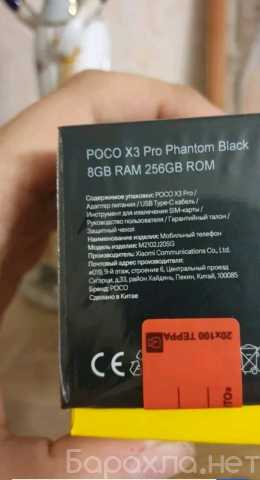 POCO X3 Pro Phantom Black
8GB RAM 256GB ROM
Содержимое упаковки: POCO X3 Pro /
Адаптер питания / USB Type-C кабель /
Инструмент для извлечения SIM-карты /
Руководство пользователя / Гарантийный талон /
Защитный чехол
Наименование изделия: Мобильный телефон
Модель изделия: M2102J20SG
Производитель: Xiaomi Communications Co., Ltd.
Почтовый адрес производителя:
#019, 9-й этаж, строение 6, Центральный проезд
Сиэрци, д.33, район Хайдянь, Пекин, Китай, 100085
Бренд: POCO
Сделано в Китае
CE
20x100 ТЕРРА
Барахла.нет